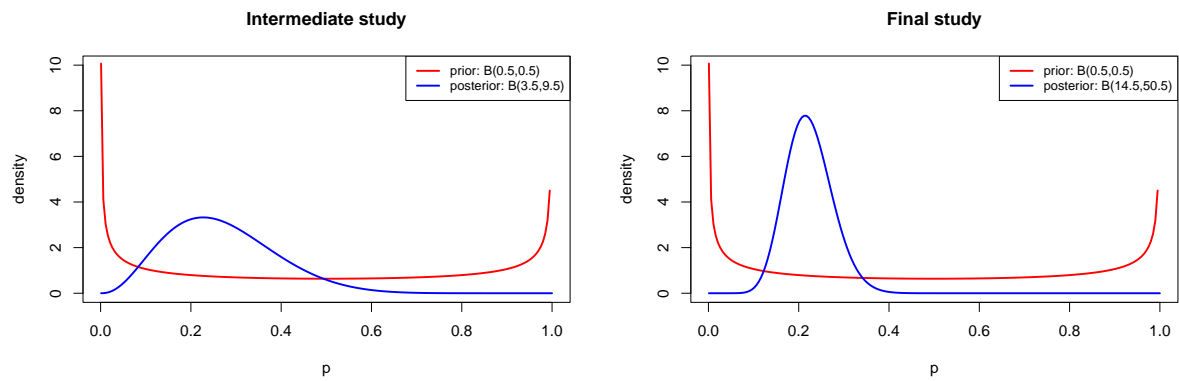 Intermediate study
prior: B(0.5,0.5)
posterior: B(3.5,9.5)
density
0 2 4 6 8 10
0.0 0.2 0.4 0.6 0.8 1.0
p
Final study
prior: B(0.5,0.5)
posterior: B(14.5,50.5)
density
0 2 4 6 8 10
0.0 0.2 0.4 0.6 0.8 1.0
p